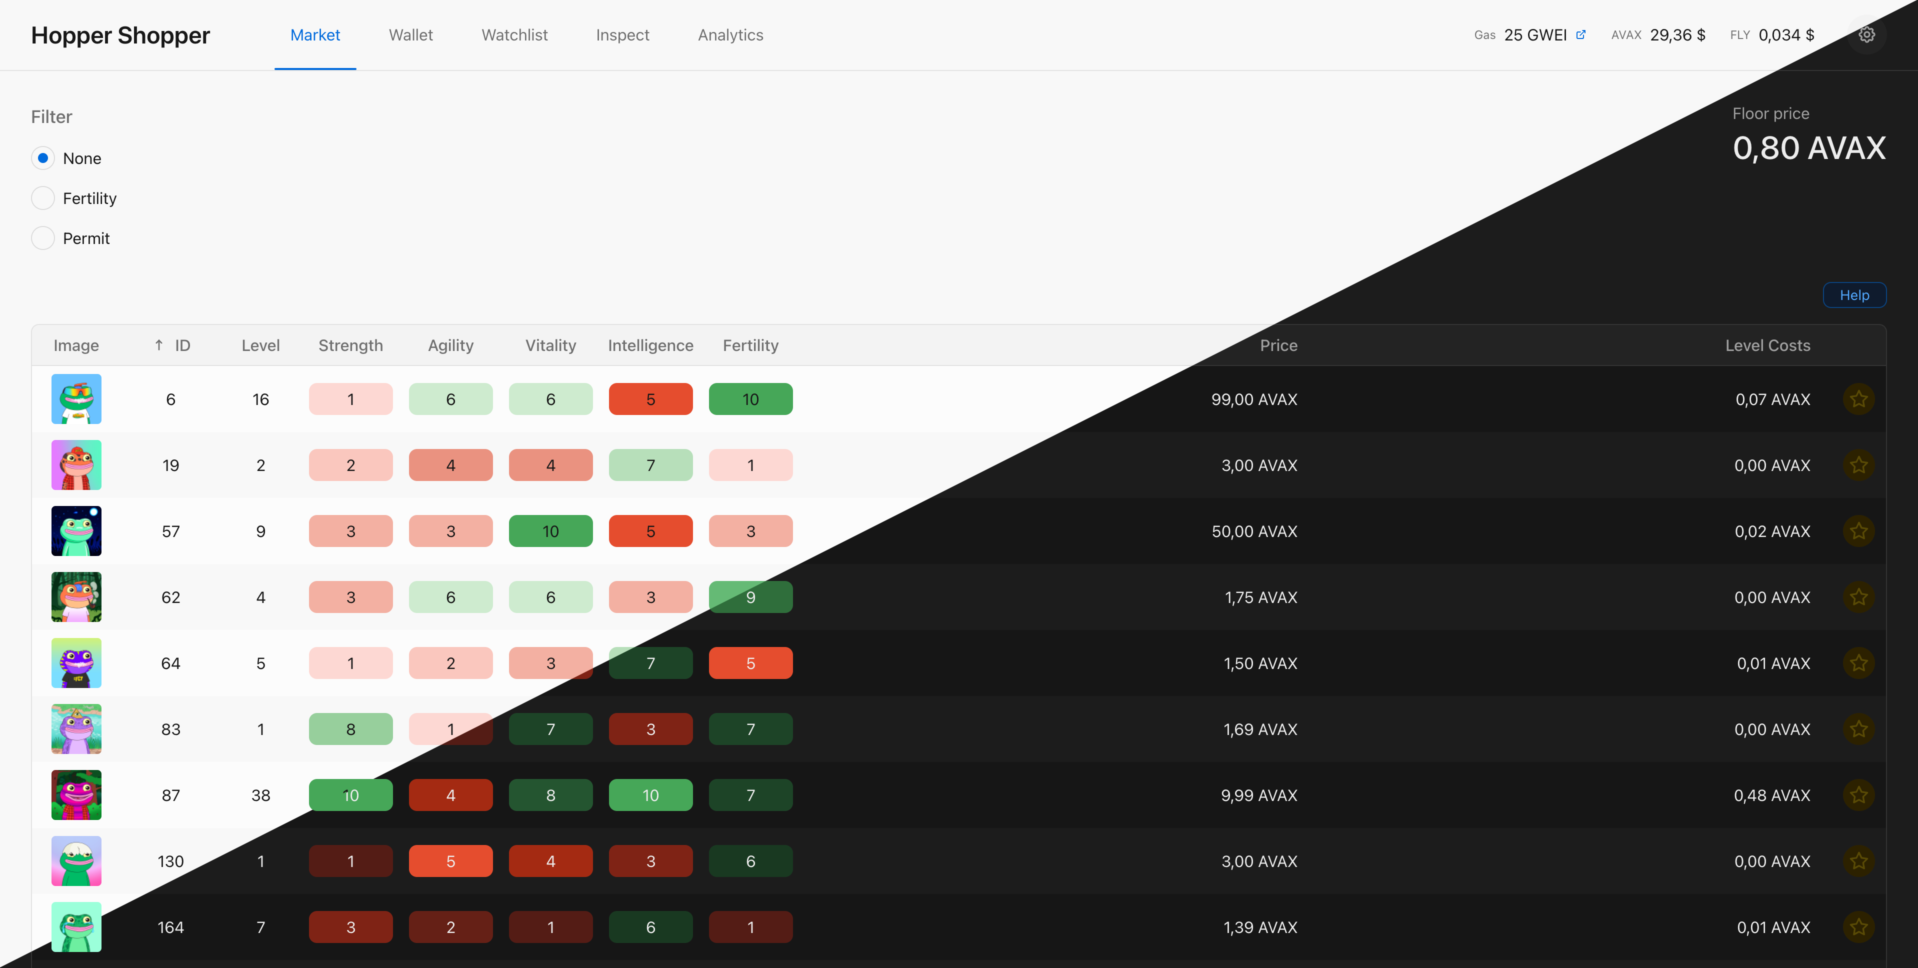 Hopper Shopper Market Wallet Watchlist Inspect Analytics Gas 25 GWEI AVAX 29,36 $ FLY 0,034 $
Filter
None
Fertility
Permit
Floor price
0,80 AVAX
Help
Image ↑ ID Level Strength Agility Vitality Intelligence Fertility Price Level Costs
6 16 1 6 6 5 10 99,00 AVAX 0,07 AVAX
19 2 2 4 4 7 1 3,00 AVAX 0,00 AVAX
57 9 3 3 10 5 3 50,00 AVAX 0,02 AVAX
62 4 3 6 6 3 9 1,75 AVAX 0,00 AVAX
64 5 1 2 3 7 5 1,50 AVAX 0,01 AVAX
83 1 8 1 7 3 7 1,69 AVAX 0,00 AVAX
87 38 10 4 8 10 7 9,99 AVAX 0,48 AVAX
130 1 1 5 4 3 6 3,00 AVAX 0,00 AVAX
164 7 3 2 1 6 1 1,39 AVAX 0,01 AVAX